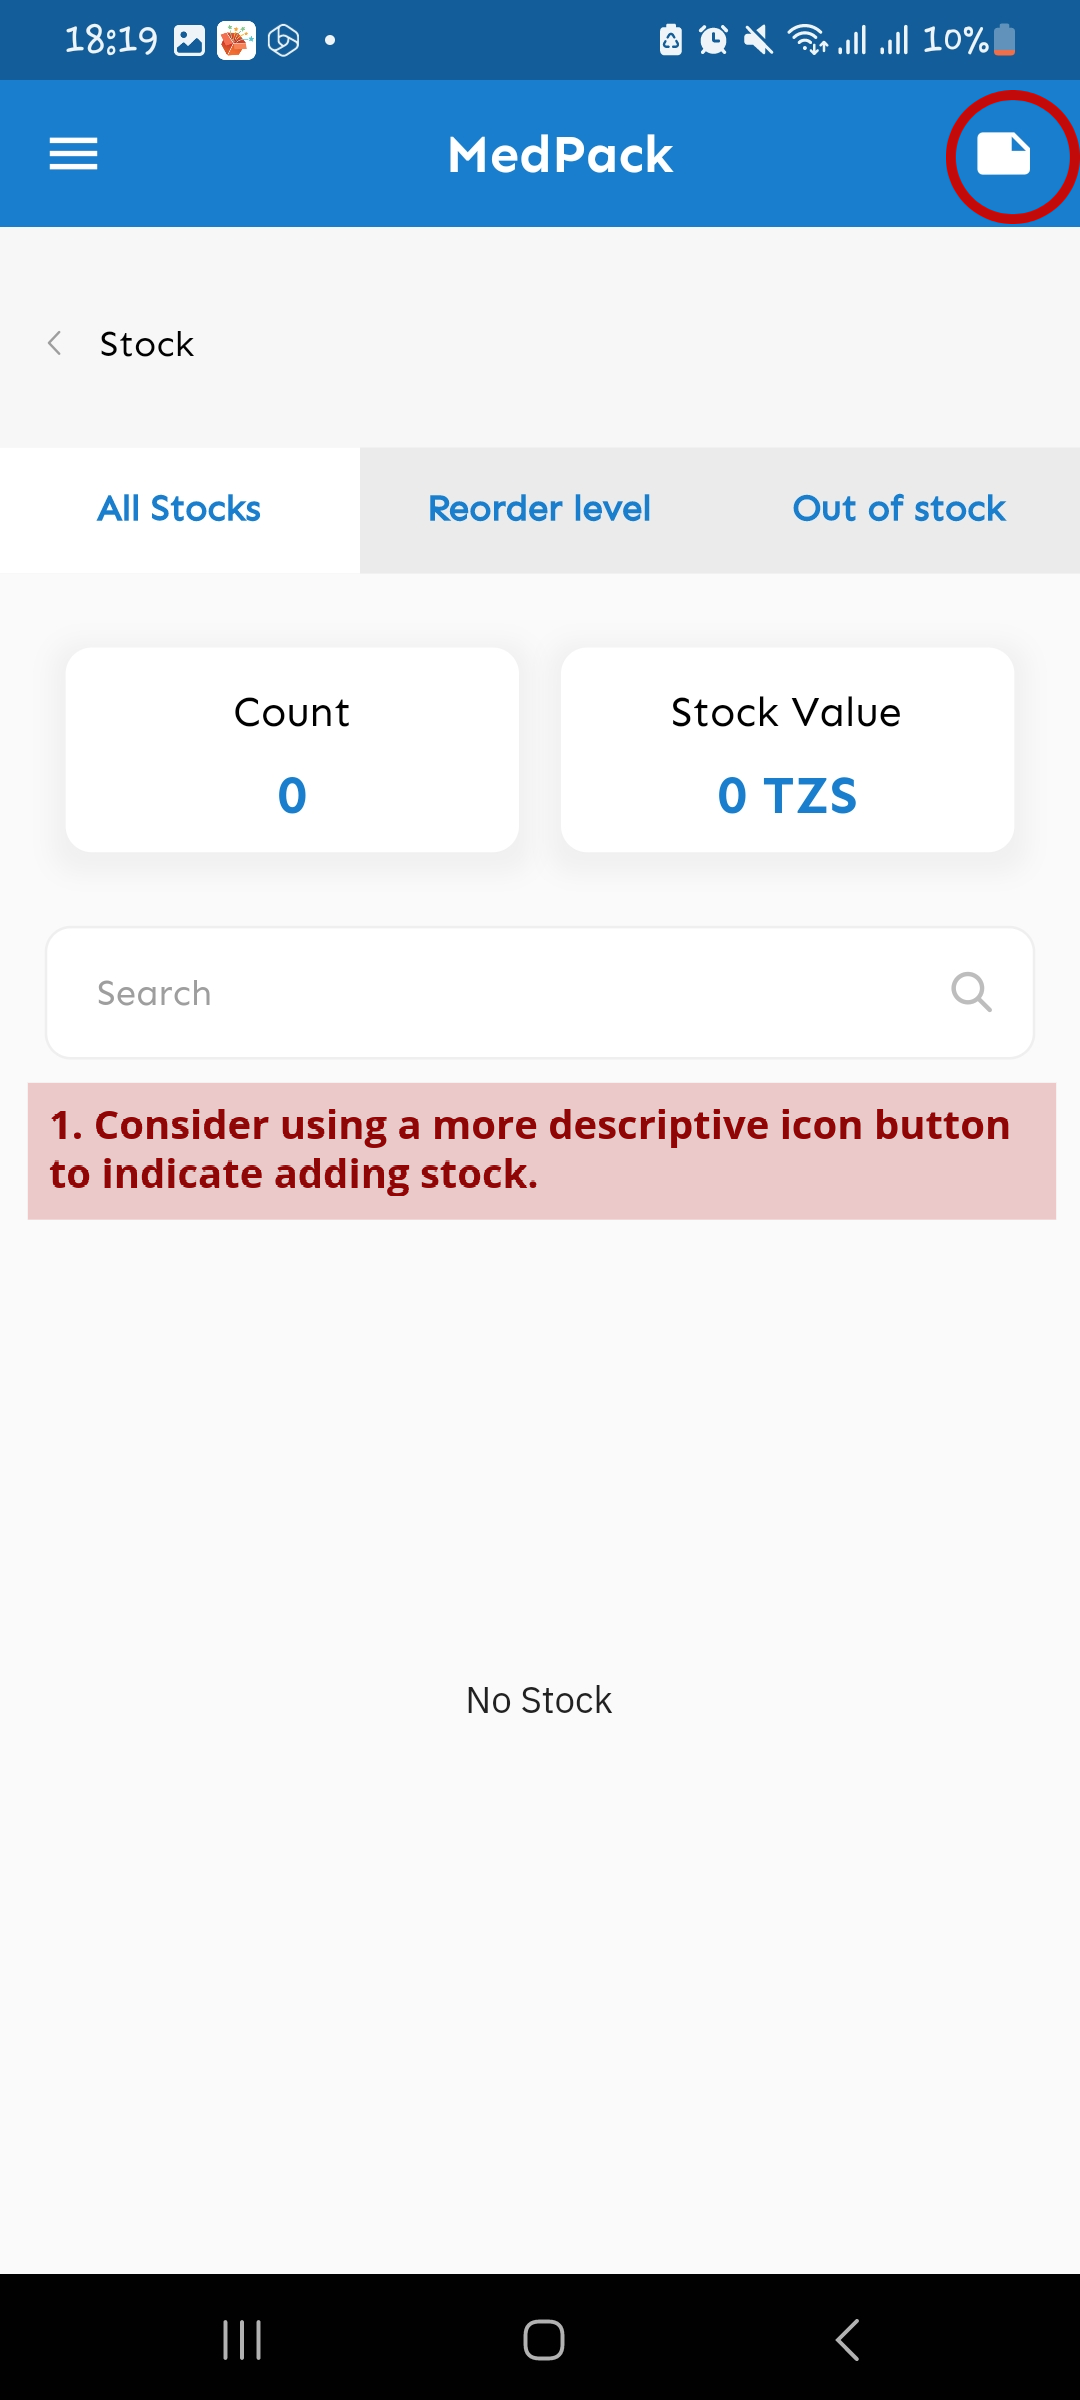 18:19
10%
MedPack
Stock
All Stocks
Reorder level
Out of stock
Count
Stock Value
0
0 TZS
Search
1. Consider using a more descriptive icon button
to indicate adding stock.
No Stock